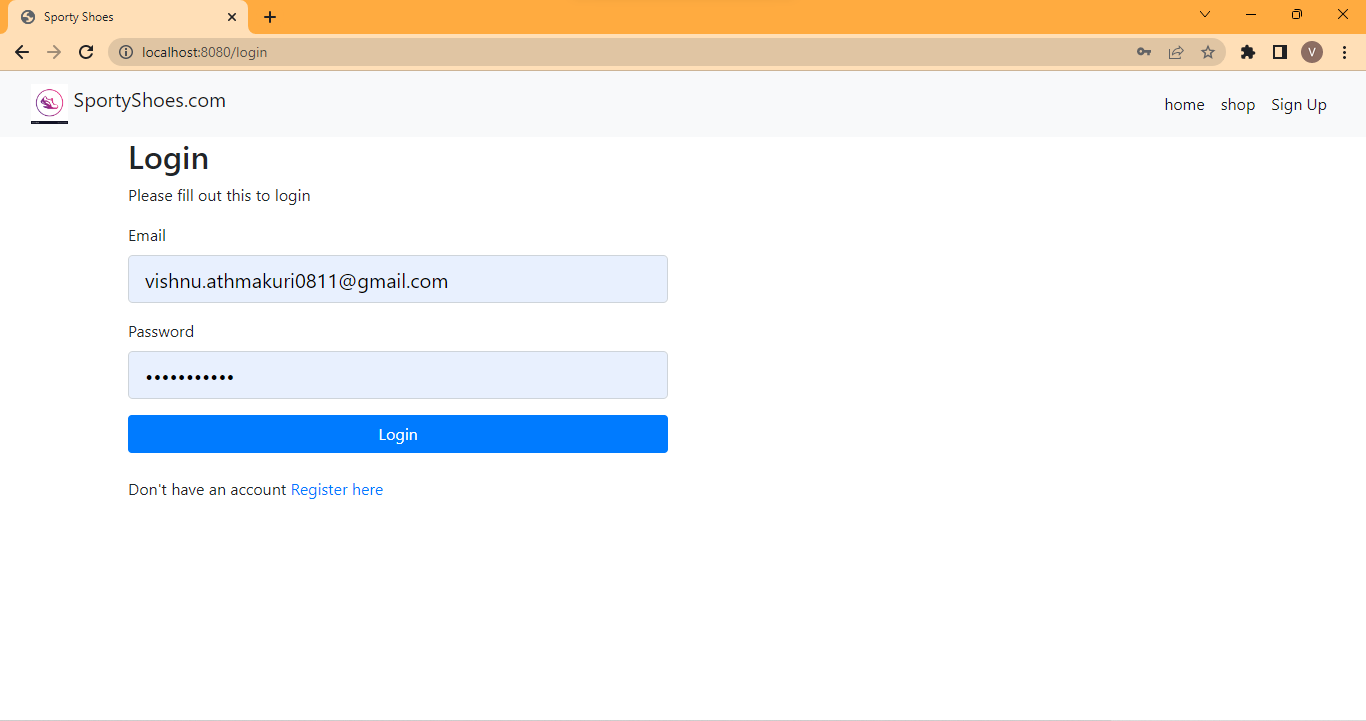 Sporty Shoes
localhost:8080/login
V
SportyShoes.com
home shop Sign Up
Login
Please fill out this to login
Email
vishnu.athmakuri0811@gmail.com
Password
•••••••••••
Login
Don't have an account Register here